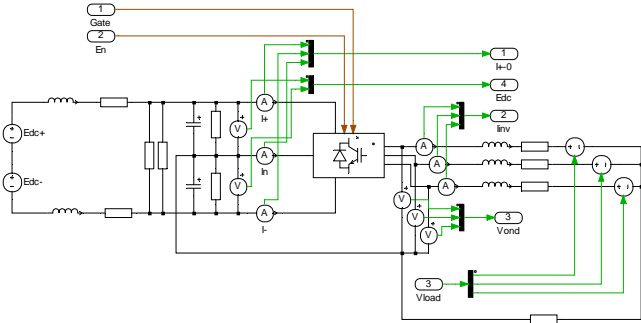 1
Gate
2
En
1
I+-0
4
Edc
2
Iinv
A
I+
Edc+
V
A
In
Edc-
V
A
I-
A
A
A
V
V
V
3
Vond
3
Vload